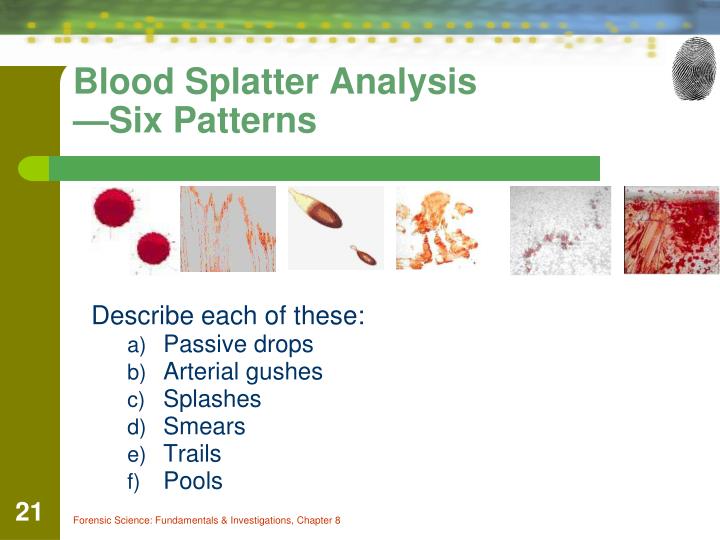 Blood Splatter Analysis
—Six Patterns
Describe each of these:
a) Passive drops
b) Arterial gushes
c) Splashes
d) Smears
e) Trails
f) Pools
21
Forensic Science: Fundamentals & Investigations, Chapter 8